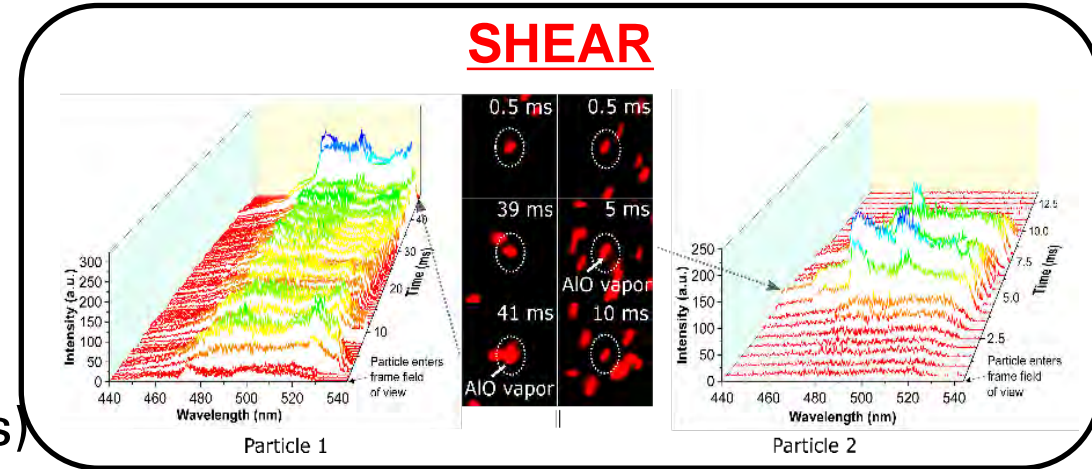 SHEAR
0.5 ms
0.5 ms
39 ms
5 ms
AlO vapor
41 ms
10 ms
AlO vapor
Intensity (a.u.)
300
250
200
150
100
50
0
440
460
480
500
520
540
Wavelength (nm)
10
20
30
40
Time (ms)
Particle enters
frame field
of view
Particle 1
Intensity (a.u.)
250
200
150
100
50
0
440
460
480
500
520
540
Wavelength (nm)
2.5
5.0
7.5
10.0
12.5
Time (ms)
Particle enters
frame field
of view
Particle 2
s)